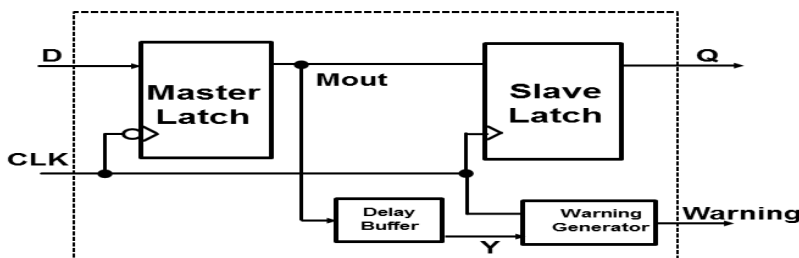 D
Master
Latch
Mout
Slave
Latch
Q
CLK
Delay
Buffer
Y
Warning
Generator
Warning